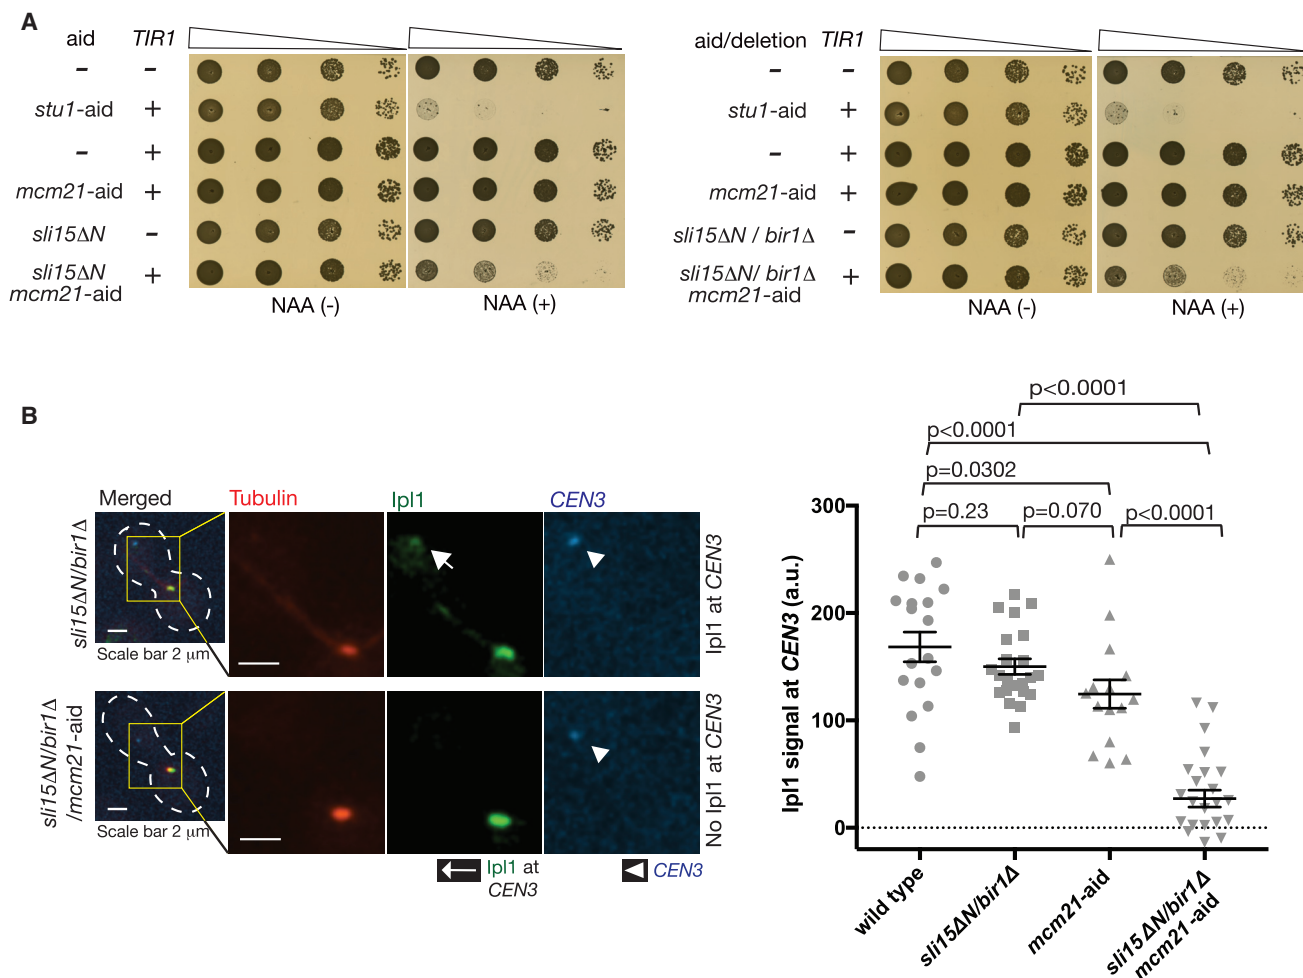 A
aid TIR1
– –
stu1-aid +
– +
mcm21-aid +
sli15ΔN –
sli15ΔN
mcm21-aid +
NAA (-) NAA (+)
aid/deletion TIR1
– –
stu1-aid +
– +
mcm21-aid +
sli15ΔN / bir1Δ –
sli15ΔN/ bir1Δ
mcm21-aid +
NAA (-) NAA (+)
B
Merged Tubulin Ipl1 CEN3
sli15ΔN/bir1Δ
Scale bar 2 μm
Ipl1 at CEN3
sli15ΔN/bir1Δ
/mcm21-aid
Scale bar 2 μm
No Ipl1 at CEN3
Ipl1 at
CEN3
CEN3
p<0.0001
p<0.0001
p=0.0302
p=0.23 p=0.070 p<0.0001
Ipl1 signal at CEN3 (a.u.)
300
200
100
0
wild type
sli15ΔN/bir1Δ
mcm21-aid
sli15ΔN/bir1Δ
mcm21-aid